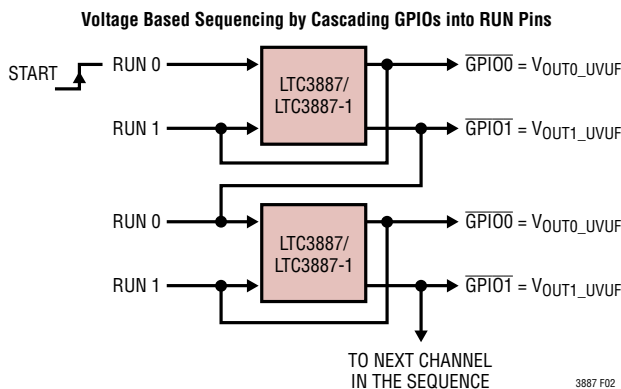 Voltage Based Sequencing by Cascading GPIOs into RUN Pins
START
RUN 0
LTC3887/
LTC3887-1
GPIO0 = VOUT0_UVUF
RUN 1
GPIO1 = VOUT1_UVUF
RUN 0
LTC3887/
LTC3887-1
GPIO0 = VOUT0_UVUF
RUN 1
GPIO1 = VOUT1_UVUF
TO NEXT CHANNEL
IN THE SEQUENCE
3887 F02